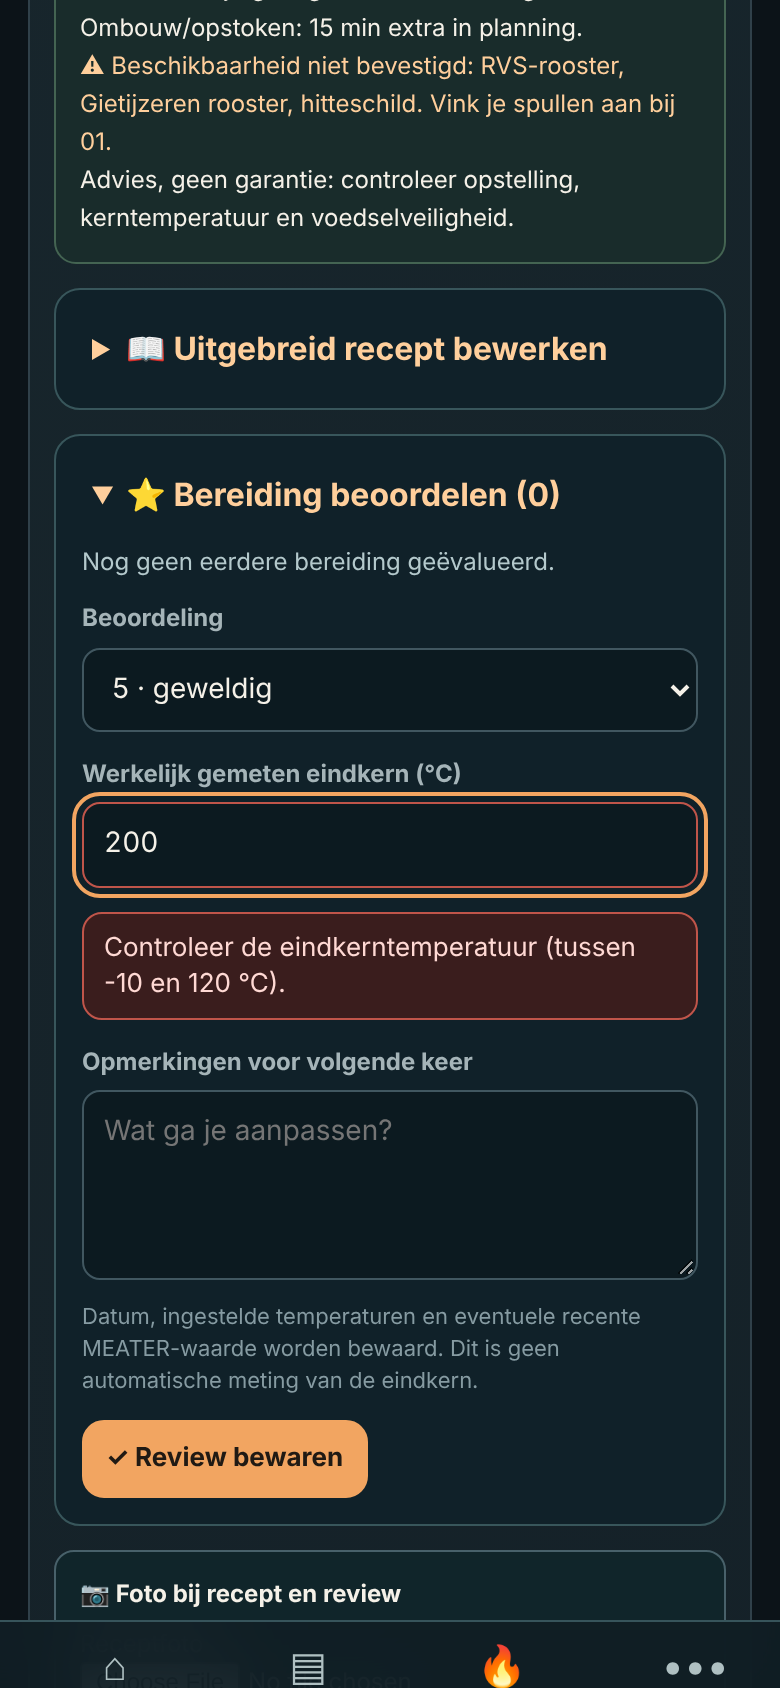 Ombouw/opstoken: 15 min extra in planning.
⚠ Beschikbaarheid niet bevestigd: RVS-rooster,
Gietijzeren rooster, hitteschild. Vink je spullen aan bij
01.
Advies, geen garantie: controleer opstelling,
kerntemperatuur en voedselveiligheid.
▶ 📖 Uitgebreid recept bewerken
▼ ⭐ Bereiding beoordelen (0)
Nog geen eerdere bereiding geëvalueerd.
Beoordeling
5 · geweldig
Werkelijk gemeten eindkern (°C)
200
Controleer de eindkerntemperatuur (tussen
-10 en 120 °C).
Opmerkingen voor volgende keer
Wat ga je aanpassen?
Datum, ingestelde temperaturen en eventuele recente
MEATER-waarde worden bewaard. Dit is geen
automatische meting van de eindkern.
✓ Review bewaren
📷 Foto bij recept en review